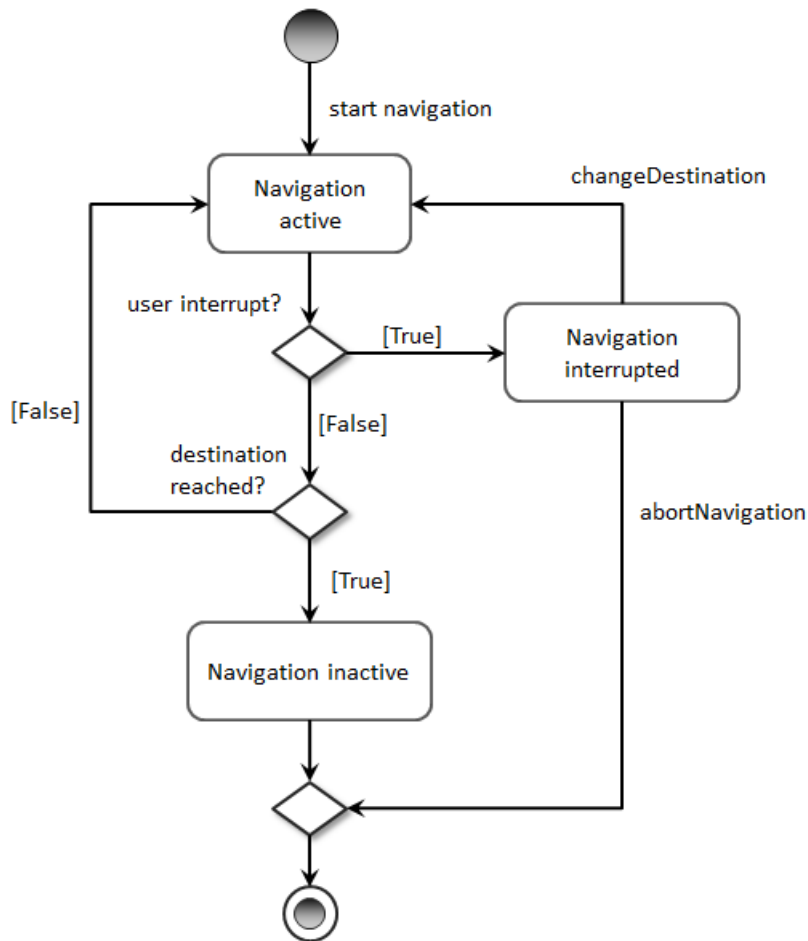 start navigation
changeDestination
Navigation
active
user interrupt?
[True]
Navigation
interrupted
[False]
[False]
destination
reached?
abortNavigation
[True]
Navigation inactive